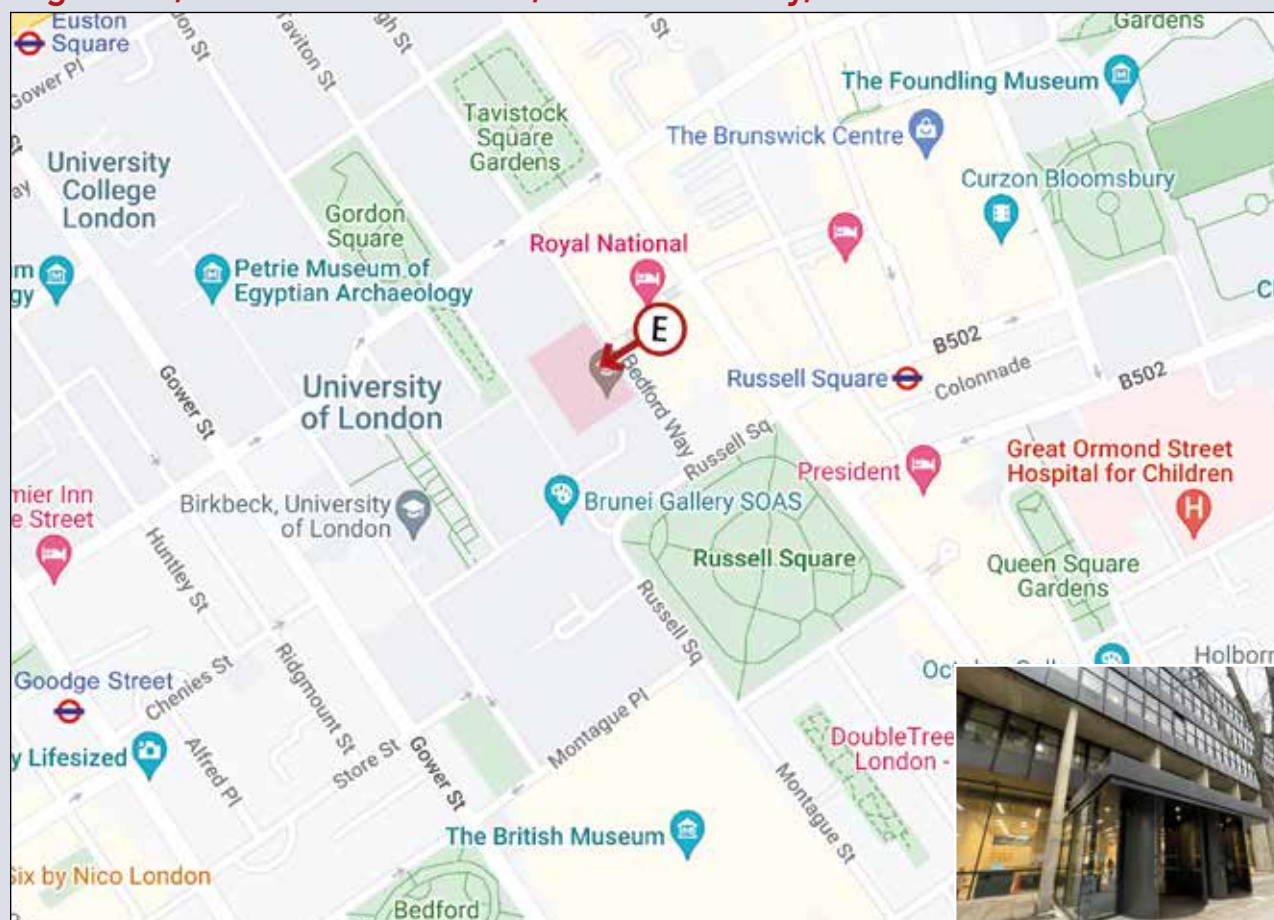 Euston
Square
Taviton St
Gower Pl
Gardens
The Foundling Museum
Tavistock
Square
Gardens
The Brunswick Centre
University
College
London
Curzon Bloomsbury
Gordon
Square
Royal National
Petrie Museum of
Egyptian Archaeology
E
B502
Bedford Way
Russell Square
Colonnade
B502
Gower St
University
of London
Russell Sq
Great Ormond Street
Hospital for Children
President
H
Birkbeck, University
of London
Brunei Gallery SOAS
Huntley St
Russell Square
Queen Square
Gardens
Russell Sq
Ridgmount St
Chenies St
Goodge Street
Montague Pl
Alfred Pl
Store St
Gower St
DoubleTree
London -
Montague St
The British Museum
Six by Nico London
Bedford